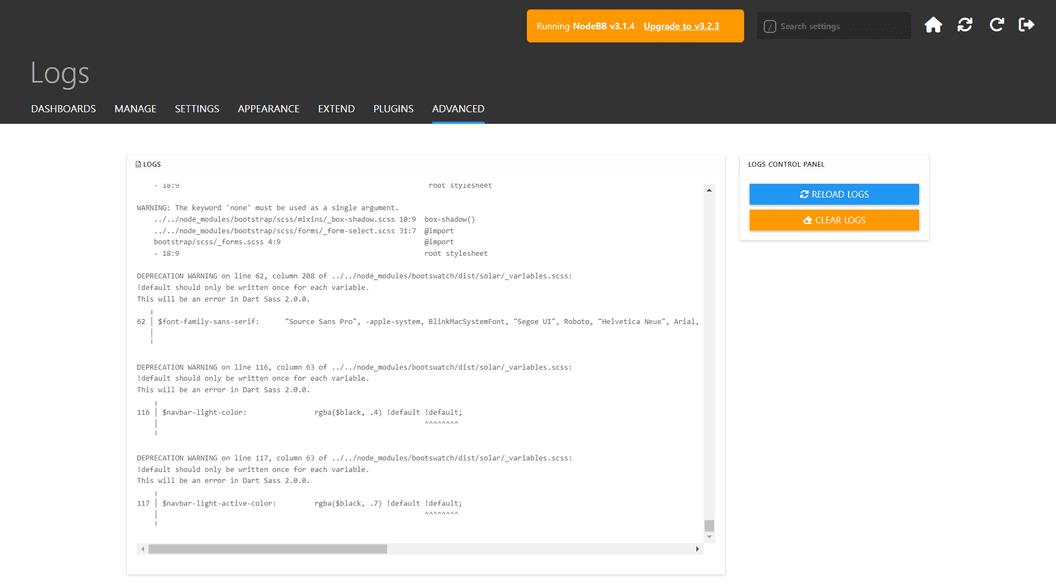 Running NodeBB v3.1.4 Upgrade to v3.2.3
/ Search settings
Logs
DASHBOARDS MANAGE SETTINGS APPEARANCE EXTEND PLUGINS ADVANCED
LOGS
- 18:9 root stylesheet
WARNING: The keyword 'none' must be used as a single argument.
../../node_modules/bootstrap/scss/mixins/_box-shadow.scss 10:9 box-shadow()
../../node_modules/bootstrap/scss/forms/_form-select.scss 31:7 @import
bootstrap/scss/_forms.scss 4:9 @import
- 18:9 root stylesheet
DEPRECATION WARNING on line 62, column 208 of ../../node_modules/bootswatch/dist/solar/_variables.scss:
!default should only be written once for each variable.
This will be an error in Dart Sass 2.0.0.
62 | $font-family-sans-serif: "Source Sans Pro", -apple-system, BlinkMacSystemFont, "Segoe UI", Roboto, "Helvetica Neue", Arial,
DEPRECATION WARNING on line 116, column 63 of ../../node_modules/bootswatch/dist/solar/_variables.scss:
!default should only be written once for each variable.
This will be an error in Dart Sass 2.0.0.
116 | $navbar-light-color: rgba($black, .4) !default !default;
^^^^^^^^
DEPRECATION WARNING on line 117, column 63 of ../../node_modules/bootswatch/dist/solar/_variables.scss:
!default should only be written once for each variable.
This will be an error in Dart Sass 2.0.0.
117 | $navbar-light-active-color: rgba($black, .7) !default !default;
^^^^^^^^
LOGS CONTROL PANEL
RELOAD LOGS
CLEAR LOGS